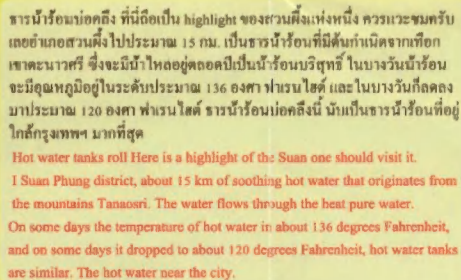 ธารน้ำร้อนบ่อคลึง ที่นี่ถือเป็น highlight ของสวนผึ้งแห่งหนึ่ง ควรแวะชมครับ
เลยอำเภอสวนผึ้งไปประมาณ 15 กม. เป็นธารน้ำร้อนที่มีต้นกำเนิดจากเทือก
เขาตะนาวศรี ซึ่งจะมีน้ำไหลอยู่ตลอดปีเป็นน้ำร้อนบริสุทธิ์ ในบางวันน้ำร้อน
จะมีอุณหภูมิอยู่ในระดับประมาณ 136 องศา ฟาเรนไฮต์ และในบางวันก็ลดลง
มาประมาณ 120 องศา ฟาเรนไฮต์ ธารน้ำร้อนบ่อคลึงนี้ นับเป็นธารน้ำร้อนที่อยู่
ใกล้กรุงเทพฯ มากที่สุด
Hot water tanks roll Here is a highlight of the Suan one should visit it.
I Suan Phung district, about 15 km of soothing hot water that originates from
the mountains Tanaosri. The water flows through the heat pure water.
On some days the temperature of hot water in about 136 degrees Fahrenheit,
and on some days it dropped to about 120 degrees Fahrenheit, hot water tanks
are similar. The hot water near the city.